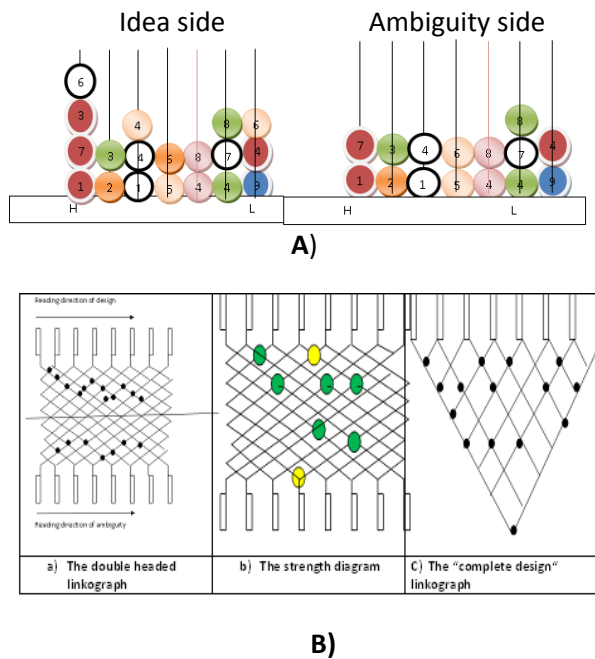 Idea side Ambiguity side
6
3 4 8 6 8
7 3 4 6 8 7 4 7 3 4 6 8 7 4
1 2 1 5 4 4 9 1 2 1 5 4 4 9
H L H L
A)
Reading direction of design
Reading direction of ambiguity
a) The double headed
linkograph
b) The strength diagram
C) The “complete design“
linkograph
B)